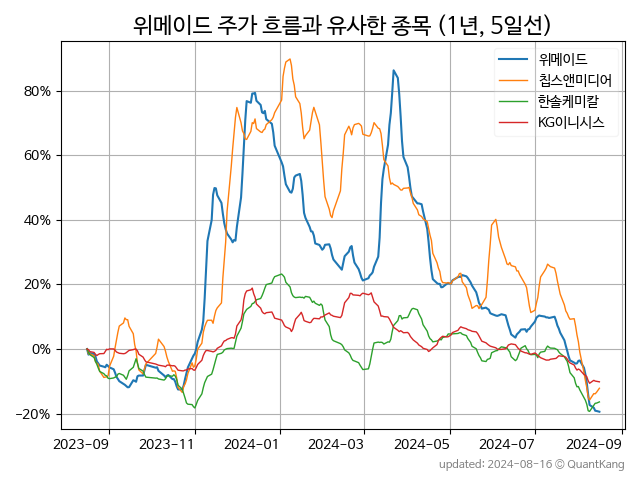 위메이드 주가 흐름과 유사한 종목 (1년, 5일선)
위메이드
칩스앤미디어
한솔케미칼
KG이니시스
80%
60%
40%
20%
0%
−20%
2023-09 2023-11 2024-01 2024-03 2024-05 2024-07 2024-09
updated: 2024-08-16 © QuantKang